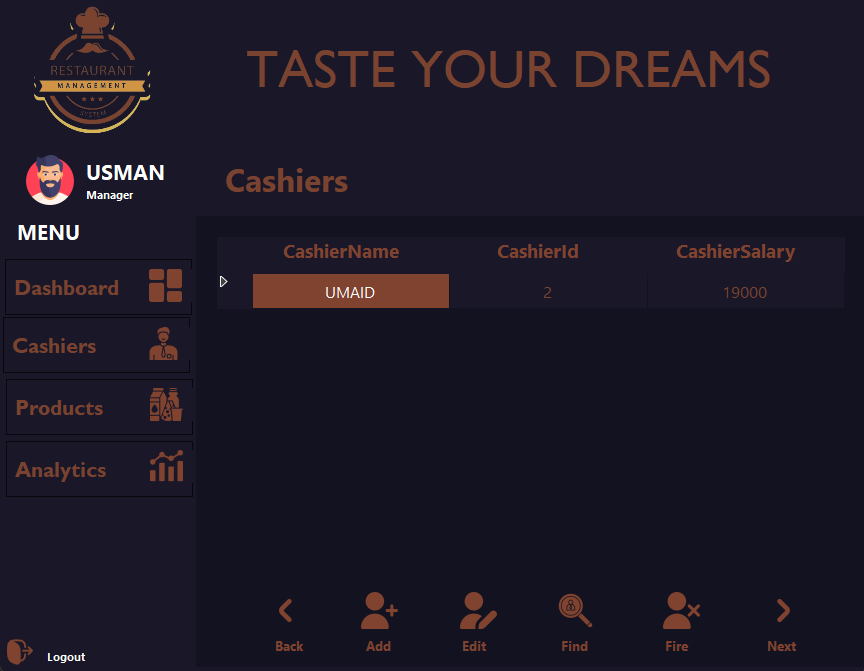 RESTAURANT
MANAGEMENT
SYSTEM
TASTE YOUR DREAMS
USMAN
Manager
Cashiers
MENU
Dashboard
Cashiers
Products
Analytics
Logout
CashierName CashierId CashierSalary
UMAID 2 19000
Back Add Edit Find Fire Next